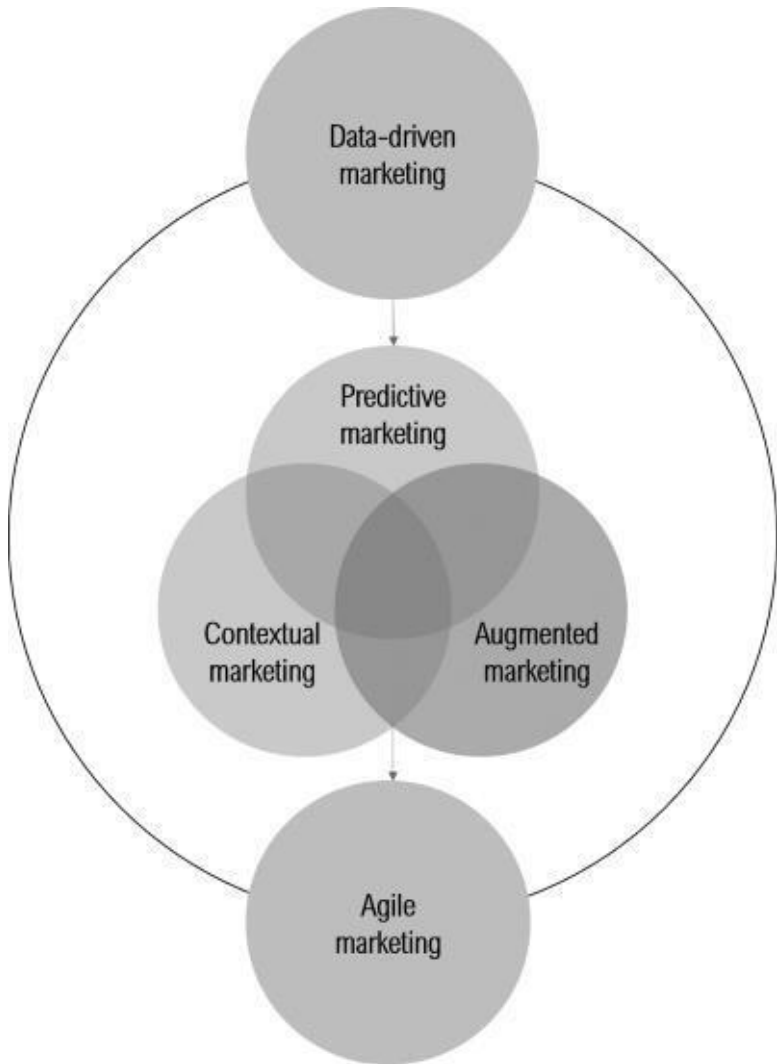 Data-driven
marketing
Predictive
marketing
Contextual
marketing
Augmented
marketing
Agile
marketing